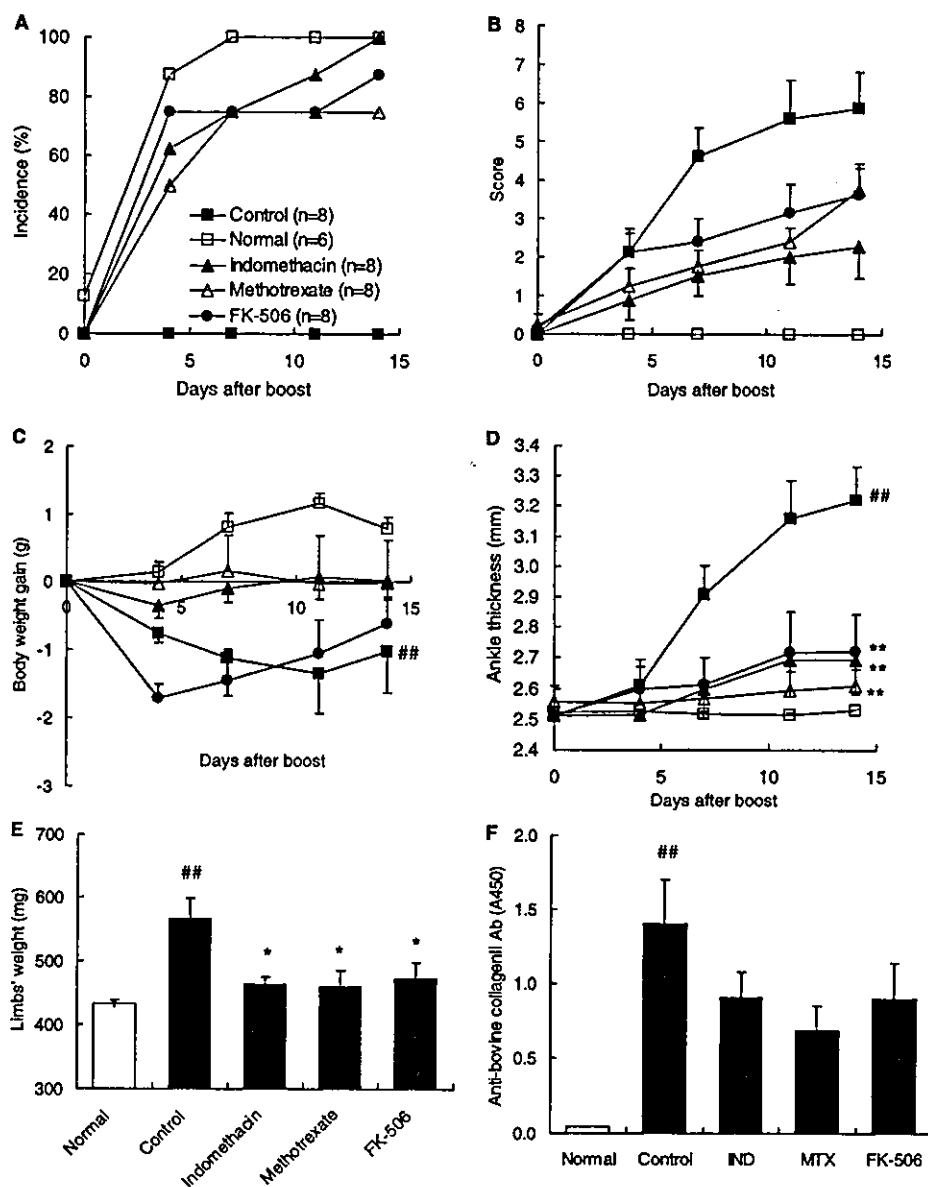 A
100
80
60
40
20
0
Incidence (%)
Control (n=8)
Normal (n=6)
Indomethacin (n=8)
Methotrexate (n=8)
FK-506 (n=8)
0 5 10 15
Days after boost
B
8
7
6
5
4
3
2
1
0
Score
0 5 10 15
Days after boost
C
2
1
0
-1
-2
-3
Body weight gain (g)
0 5 10 15
##
Days after boost
D
3.4
3.3
3.2
3.1
3.0
2.9
2.8
2.7
2.6
2.5
2.4
Ankle thickness (mm)
##
**
**
**
0 5 10 15
Days after boost
E
700
600
500
400
300
Limbs' weight (mg)
##
*
*
*
Normal
Control
Indomethacin
Methotrexate
FK-506
F
2.0
1.5
1.0
0.5
0.0
Anti-bovine collagenII Ab (A450)
##
Normal Control IND MTX FK-506